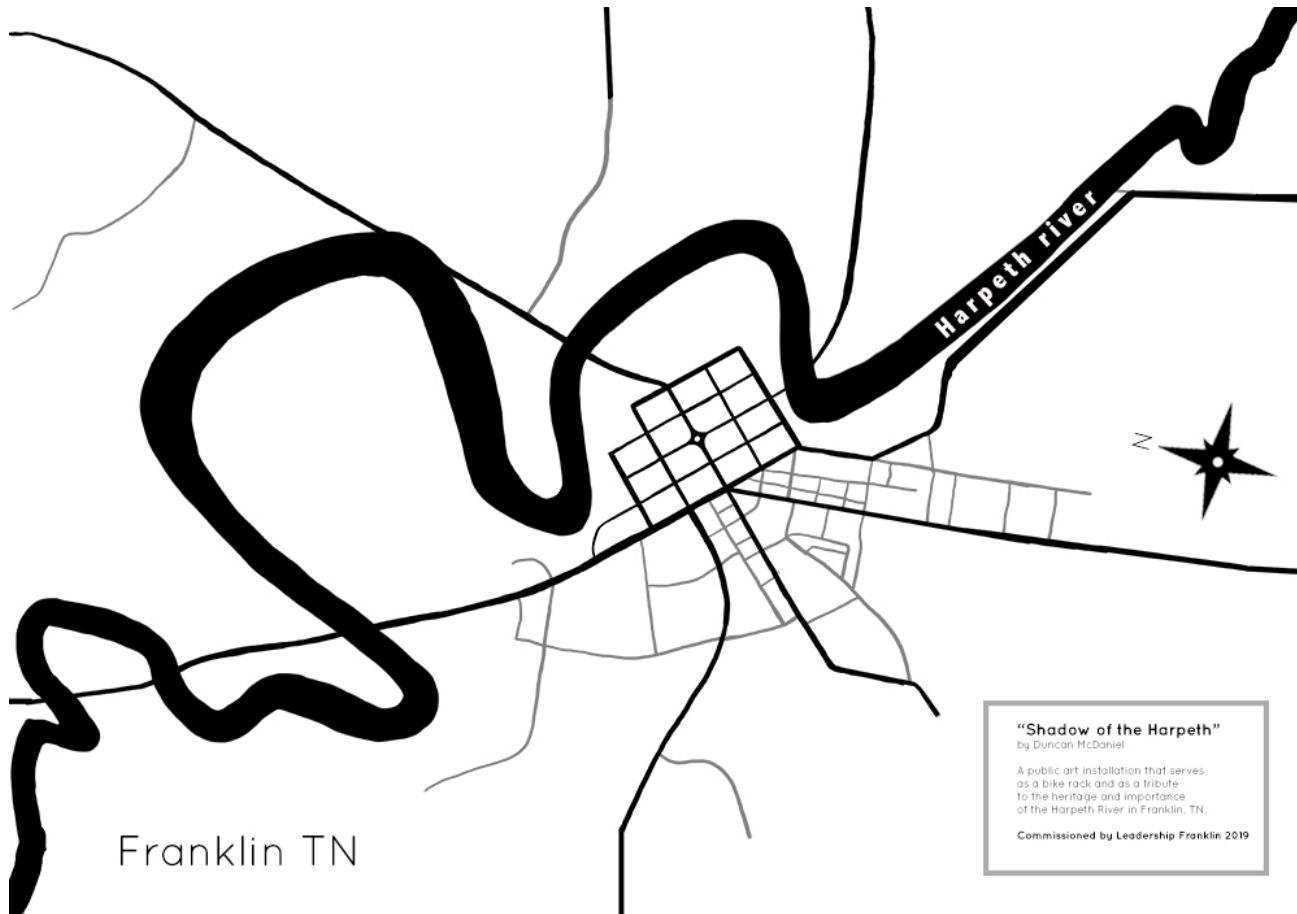 Harpeth river
N
"Shadow of the Harpeth"
by Duncan McDaniel
A public art installation that serves
as a bike rack and as a tribute
to the heritage and importance
of the Harpeth River in Franklin, TN.
Commissioned by Leadership Franklin 2019
Franklin TN